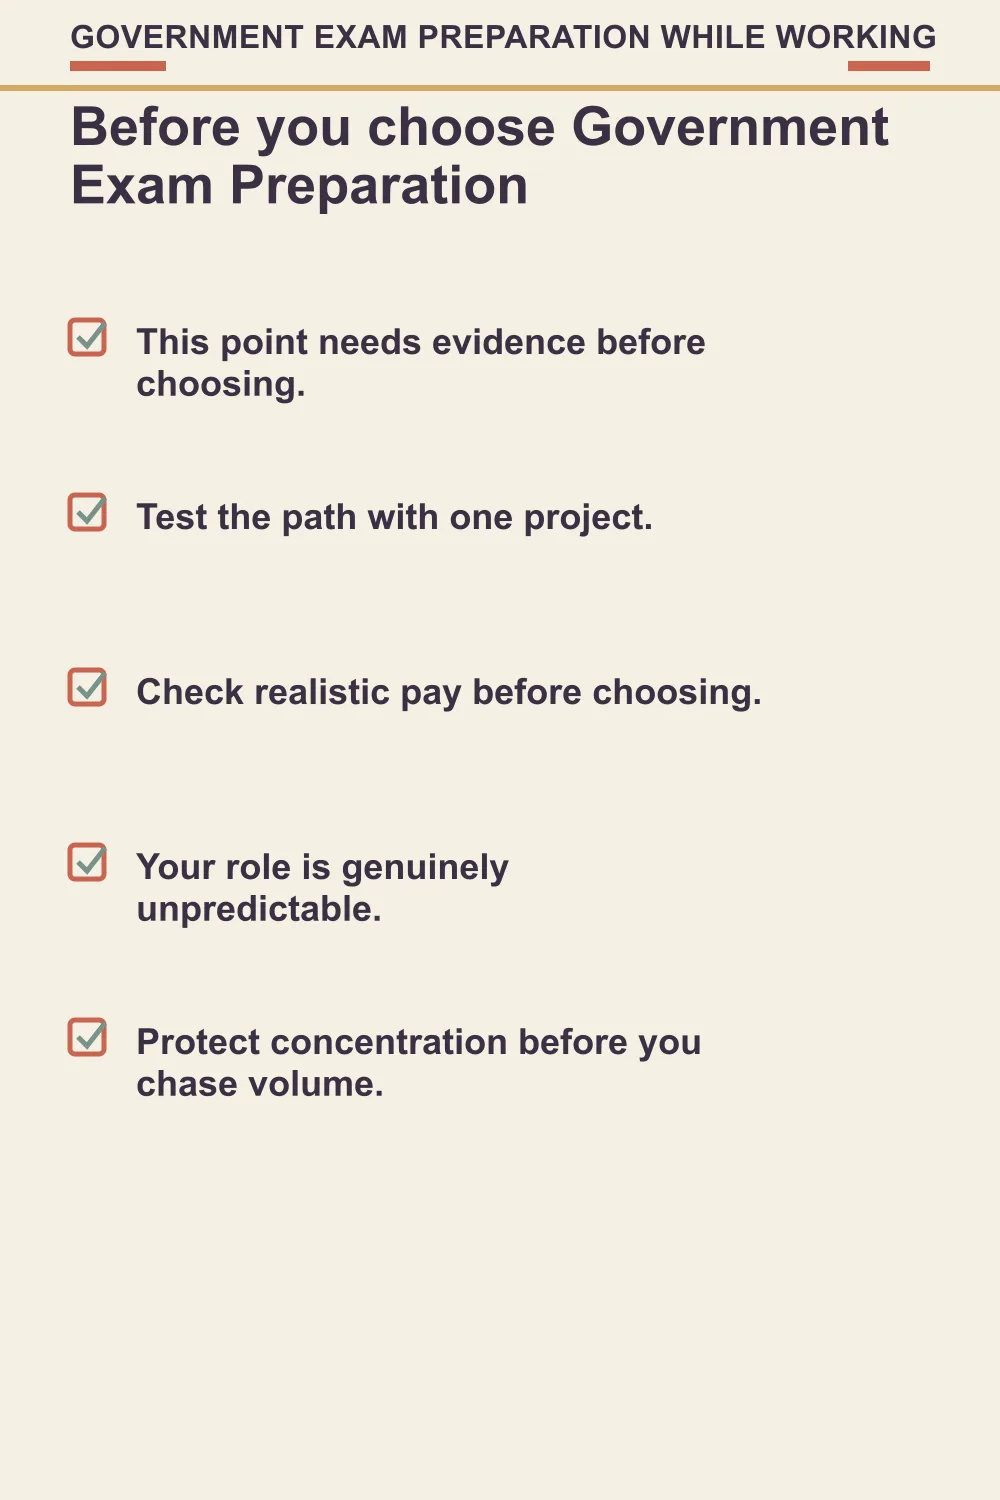 GOVERNMENT EXAM PREPARATION WHILE WORKING
Before you choose Government
Exam Preparation
This point needs evidence before
choosing.
Test the path with one project.
Check realistic pay before choosing.
Your role is genuinely
unpredictable.
Protect concentration before you
chase volume.